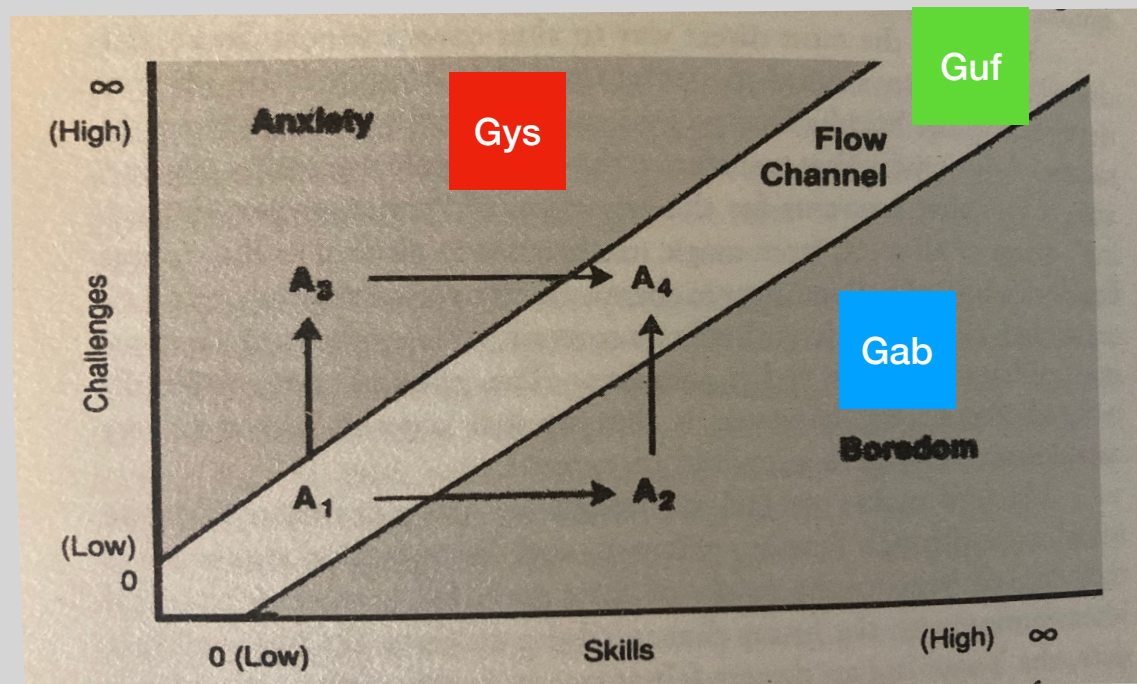 Guf
Gys
∞
(High)
Anxiety
Flow
Channel
A3
A4
Challenges
Gab
Boredom
A1
A2
(Low)
0
0 (Low)
Skills
(High) ∞